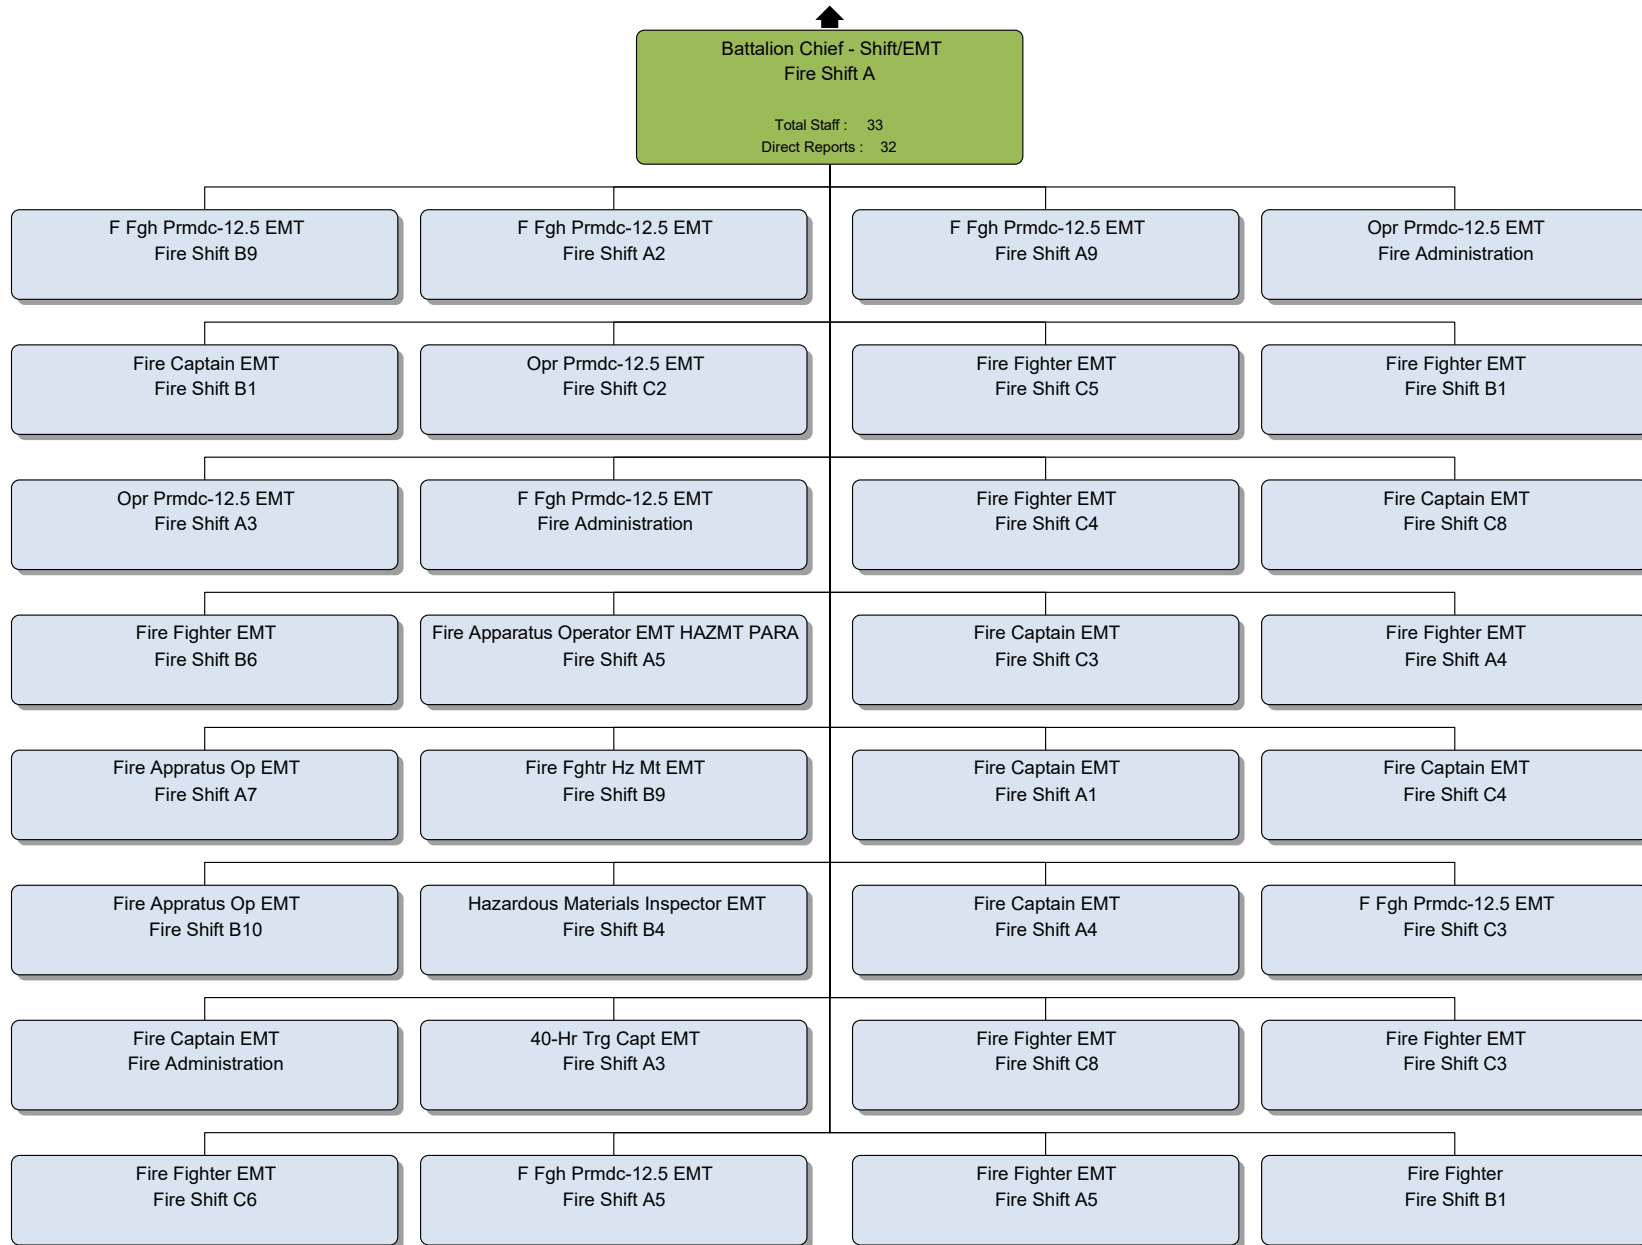 Battalion Chief - Shift/EMT
Fire Shift A
Total Staff : 33
Direct Reports : 32
F Fgh Prmdc-12.5 EMT
Fire Shift B9
F Fgh Prmdc-12.5 EMT
Fire Shift A2
F Fgh Prmdc-12.5 EMT
Fire Shift A9
Opr Prmdc-12.5 EMT
Fire Administration
Fire Captain EMT
Fire Shift B1
Opr Prmdc-12.5 EMT
Fire Shift C2
Fire Fighter EMT
Fire Shift C5
Fire Fighter EMT
Fire Shift B1
Opr Prmdc-12.5 EMT
Fire Shift A3
F Fgh Prmdc-12.5 EMT
Fire Administration
Fire Fighter EMT
Fire Shift C4
Fire Captain EMT
Fire Shift C8
Fire Fighter EMT
Fire Shift B6
Fire Apparatus Operator EMT HAZMT PARA
Fire Shift A5
Fire Captain EMT
Fire Shift C3
Fire Fighter EMT
Fire Shift A4
Fire Appratus Op EMT
Fire Shift A7
Fire Fghtr Hz Mt EMT
Fire Shift B9
Fire Captain EMT
Fire Shift A1
Fire Captain EMT
Fire Shift C4
Fire Appratus Op EMT
Fire Shift B10
Hazardous Materials Inspector EMT
Fire Shift B4
Fire Captain EMT
Fire Shift A4
F Fgh Prmdc-12.5 EMT
Fire Shift C3
Fire Captain EMT
Fire Administration
40-Hr Trg Capt EMT
Fire Shift A3
Fire Fighter EMT
Fire Shift C8
Fire Fighter EMT
Fire Shift C3
Fire Fighter EMT
Fire Shift C6
F Fgh Prmdc-12.5 EMT
Fire Shift A5
Fire Fighter EMT
Fire Shift A5
Fire Fighter
Fire Shift B1